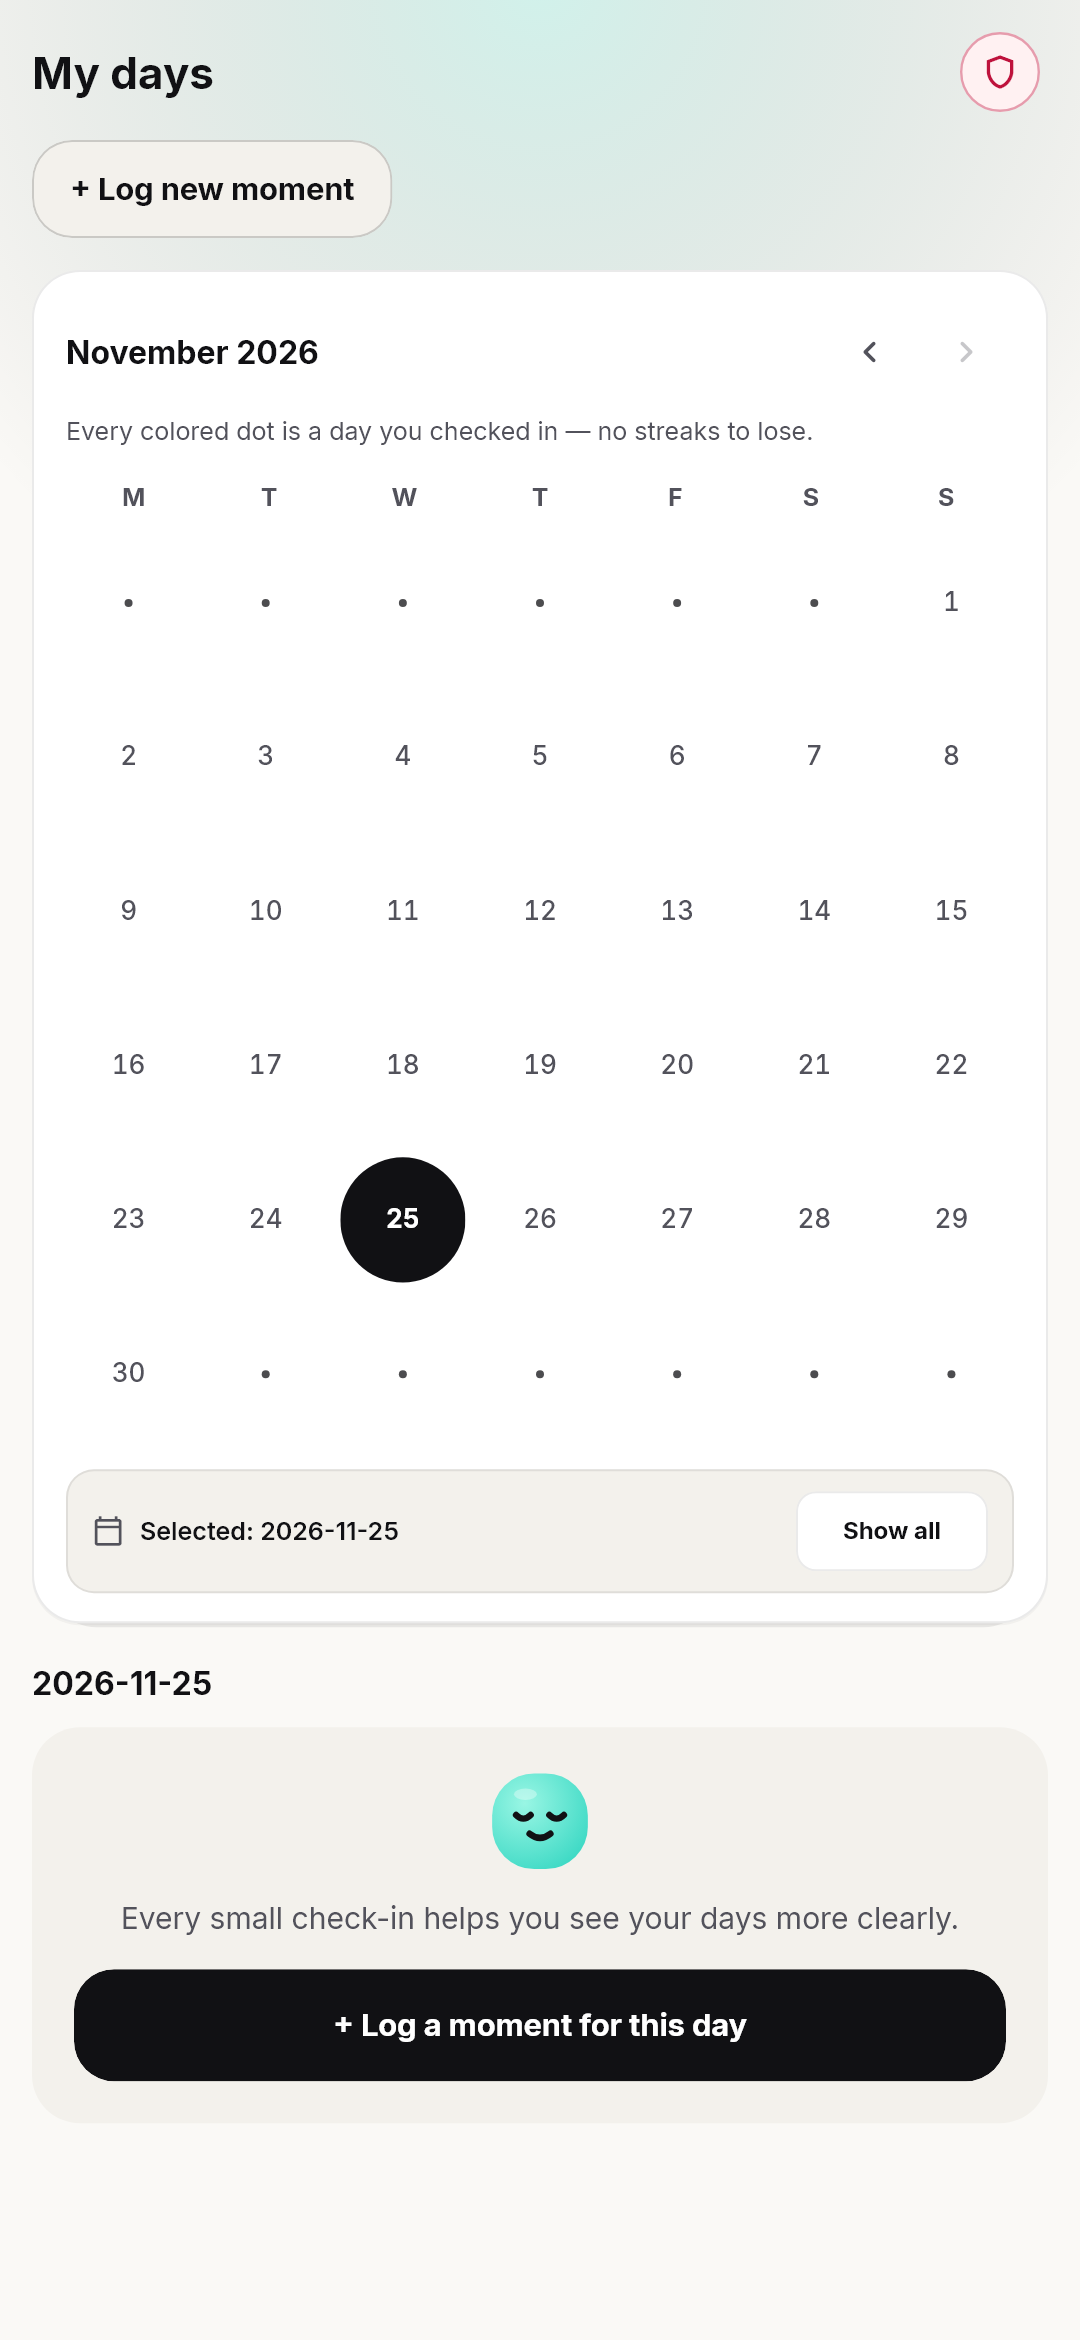 My days
+ Log new moment
November 2026
Every colored dot is a day you checked in — no streaks to lose.
M T W T F S S
• • • • • • 1
2 3 4 5 6 7 8
9 10 11 12 13 14 15
16 17 18 19 20 21 22
23 24 25 26 27 28 29
30 • • • • • •
Selected: 2026-11-25 Show all
2026-11-25
Every small check-in helps you see your days more clearly.
+ Log a moment for this day